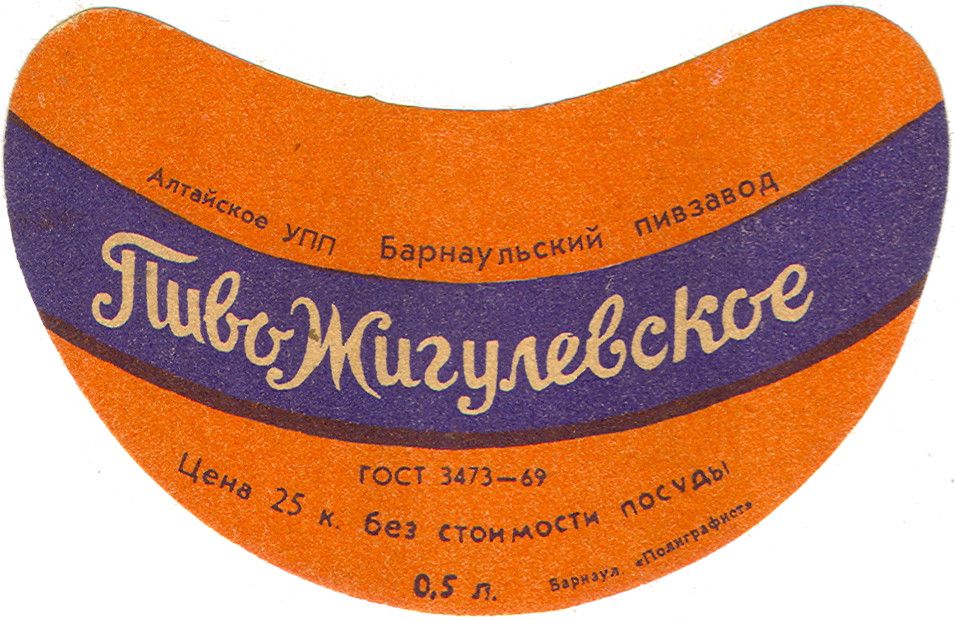 Алтайское УПП Барнаульский пивзавод
Пиво Жигулевское
ГОСТ 3473—69
Цена 25 к. без стоимости посуды
0,5 л.
Барнаул. «Полиграфист»